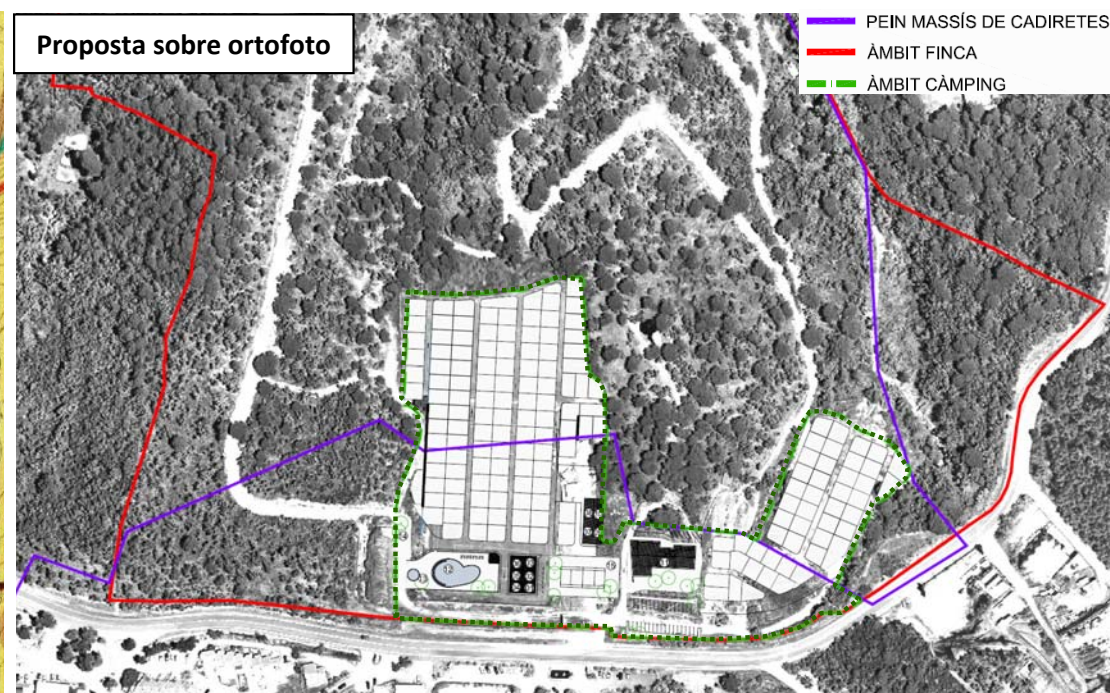 Proposta sobre ortofoto
PEIN MASSÍS DE CADIRETES
ÀMBIT FINCA
ÀMBIT CÀMPING